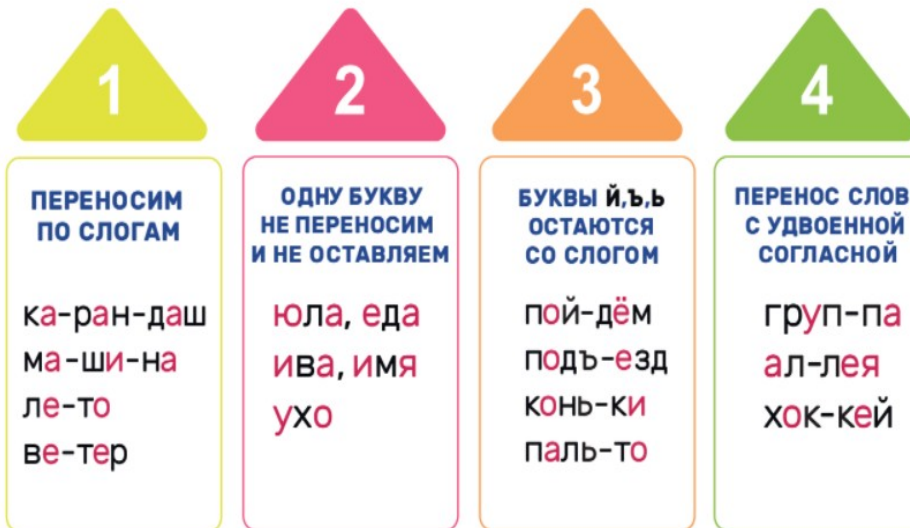 1
ПЕРЕНОСИМ
ПО СЛОГАМ
ка-ран-даш
ма-ши-на
ле-то
ве-тер
2
ОДНУ БУКВУ
НЕ ПЕРЕНОСИМ
И НЕ ОСТАВЛЯЕМ
юла, еда
ива, имя
ухо
3
БУКВЫ Й,Ъ,Ь
ОСТАЮТСЯ
СО СЛОГОМ
пой-дём
подъ-езд
конь-ки
паль-то
4
ПЕРЕНОС СЛОВ
С УДВОЕННОЙ
СОГЛАСНОЙ
груп-па
ал-лея
хок-кей